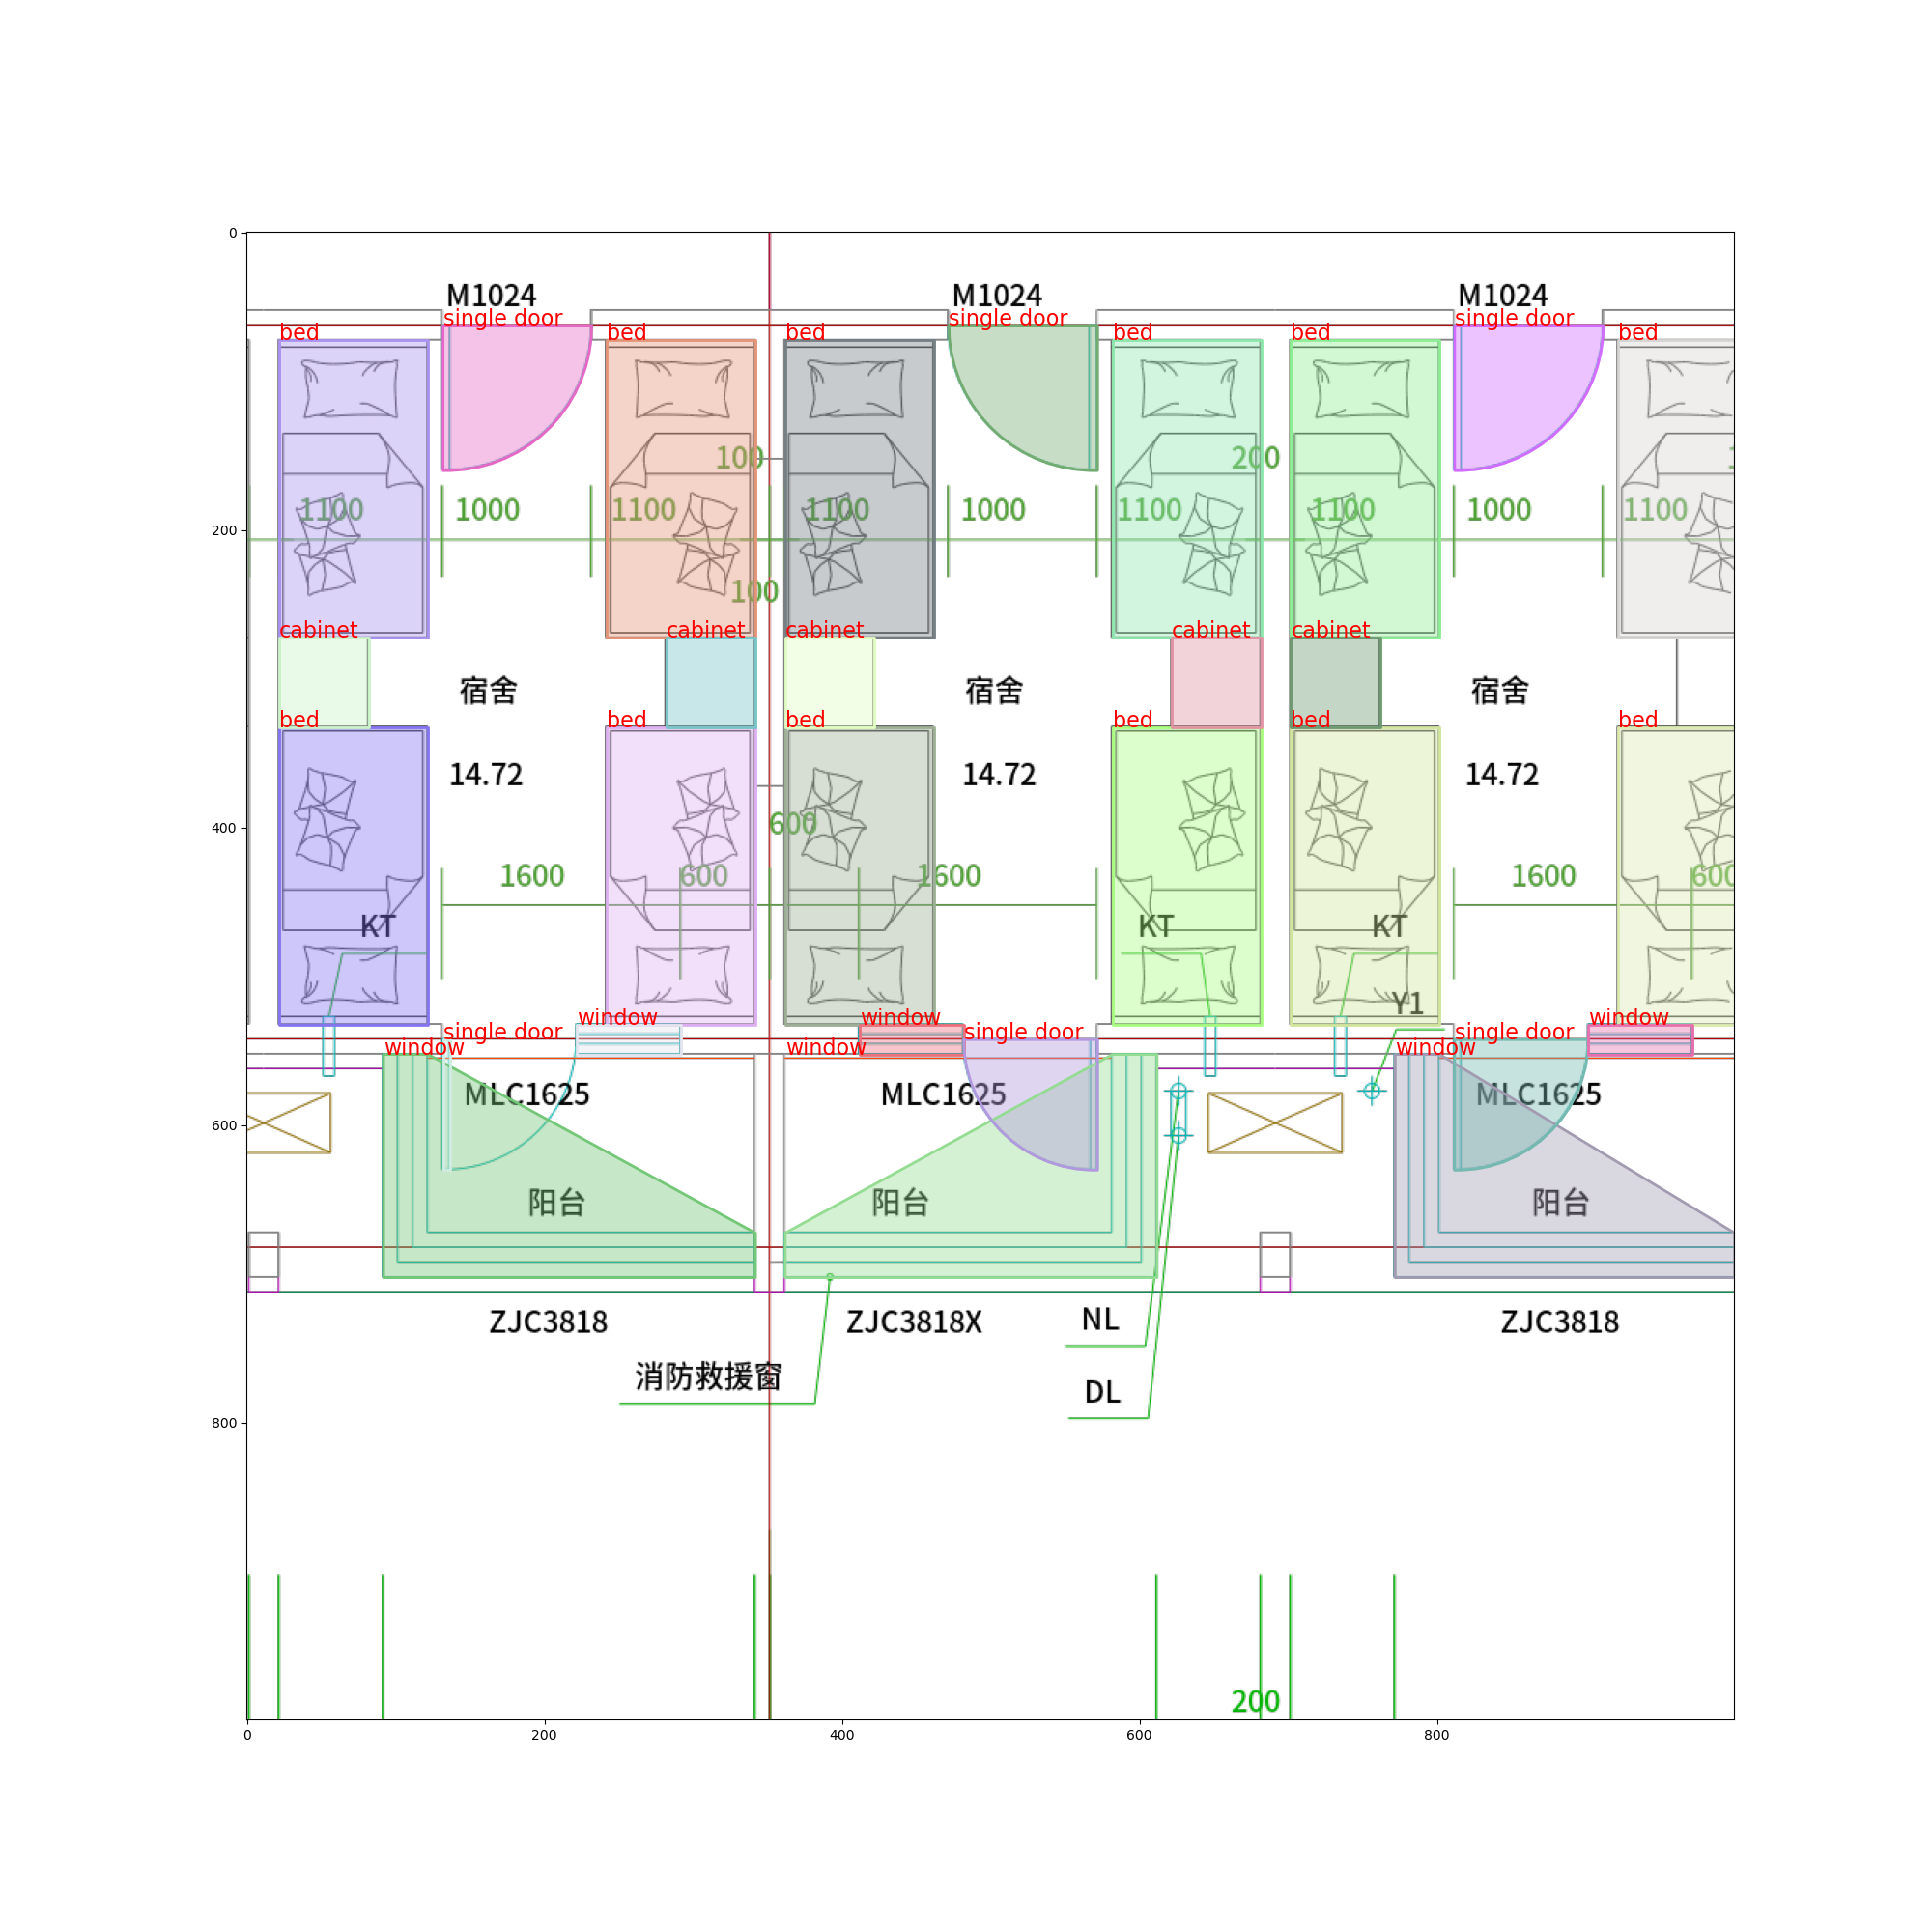 0
M1024 M1024 M1024
single door single door single door
bed bed bed bed bed bed
100 200
1100 1000 1100 1100 1000 1100 1100 1000 1100
200
100
cabinet cabinet cabinet cabinet cabinet
宿舍 宿舍 宿舍
bed bed bed bed bed bed
14.72 14.72 14.72
400
600
1600 600 1600 1600 600
KT KT KT
Y1
window window
single door single door single door
window window window
MLC1625 MLC1625 MLC1625
600
阳台 阳台 阳台
ZJC3818 ZJC3818X NL ZJC3818
消防救援窗
DL
800
200
0 200 400 600 800